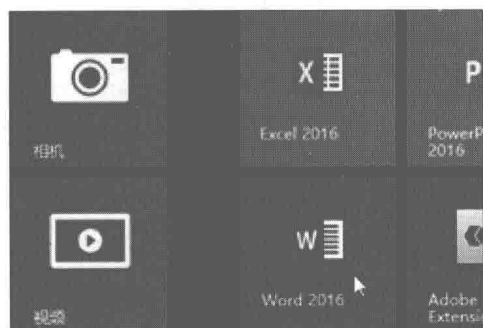 相机
X
Excel 2016
P
PowerP
2016
视频
W
Word 2016
Adobe
Extensi